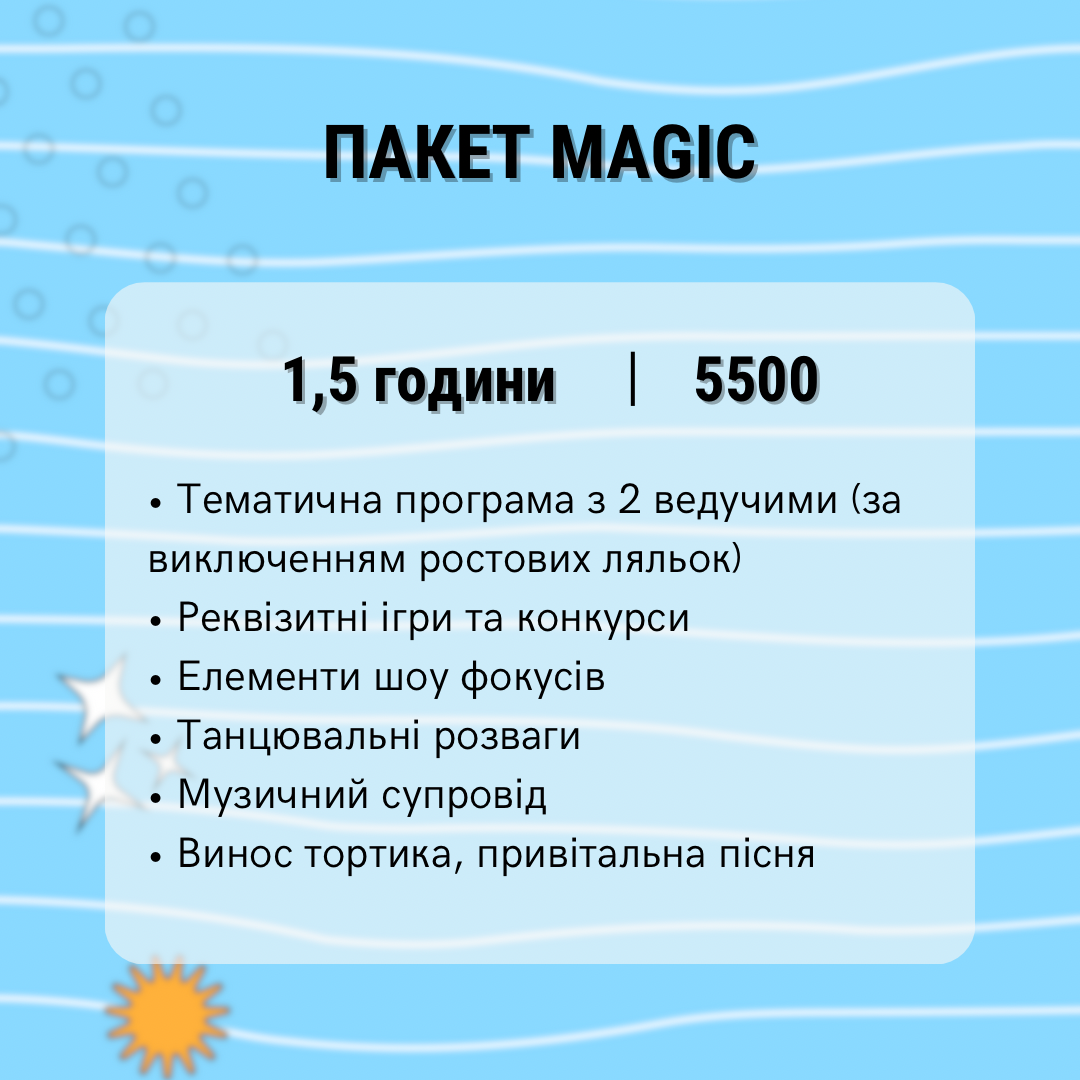 ПАКЕТ MAGIC
1,5 години | 5500
• Тематична програма з 2 ведучими (за
виключенням ростових ляльок)
• Реквізитні ігри та конкурси
• Елементи шоу фокусів
• Танцювальні розваги
• Музичний супровід
• Винос тортика, привітальна пісня